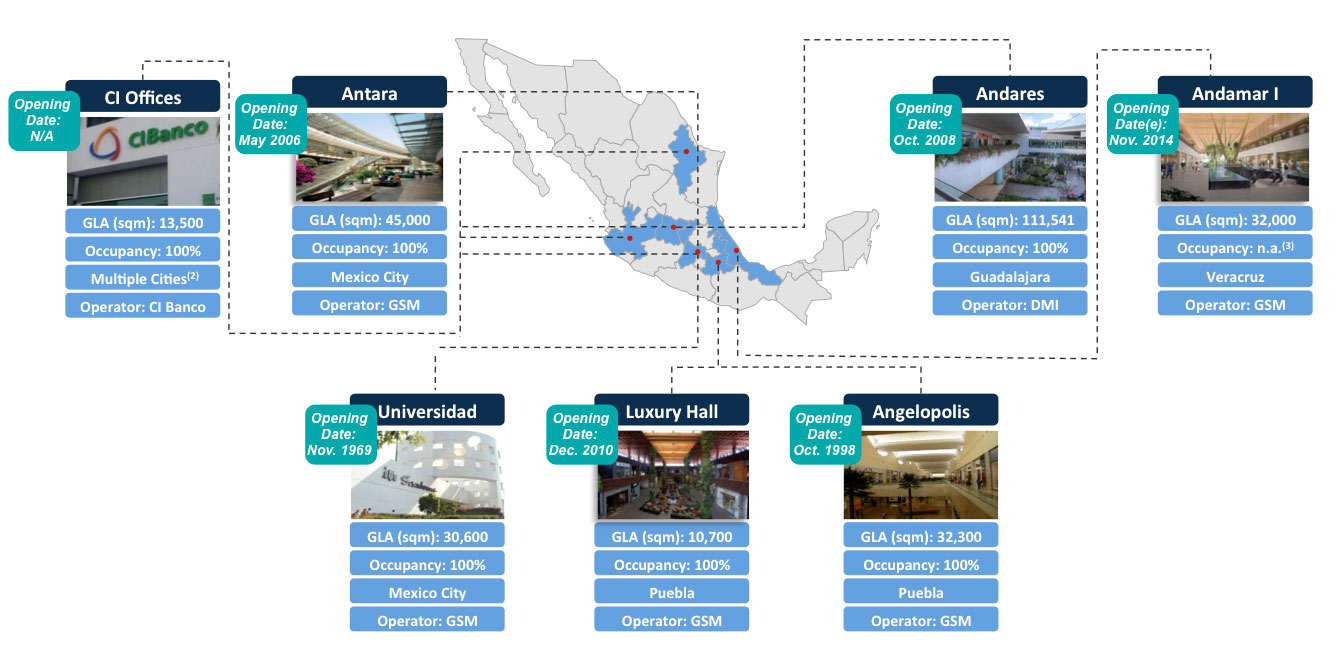 CI Offices
Opening
Date:
N/A
CIBanco
GLA (sqm): 13,500
Occupancy: 100%
Multiple Cities(2)
Operator: CI Banco
Antara
Opening
Date:
May 2006
GLA (sqm): 45,000
Occupancy: 100%
Mexico City
Operator: GSM
Andares
Opening
Date:
Oct. 2008
GLA (sqm): 111,541
Occupancy: 100%
Guadalajara
Operator: DMI
Andamar I
Opening
Date(e):
Nov. 2014
GLA (sqm): 32,000
Occupancy: n.a.(3)
Veracruz
Operator: GSM
Universidad
Opening
Date:
Nov. 1969
GLA (sqm): 30,600
Occupancy: 100%
Mexico City
Operator: GSM
Luxury Hall
Opening
Date:
Dec. 2010
GLA (sqm): 10,700
Occupancy: 100%
Puebla
Operator: GSM
Angelopolis
Opening
Date:
Oct. 1998
GLA (sqm): 32,300
Occupancy: 100%
Puebla
Operator: GSM